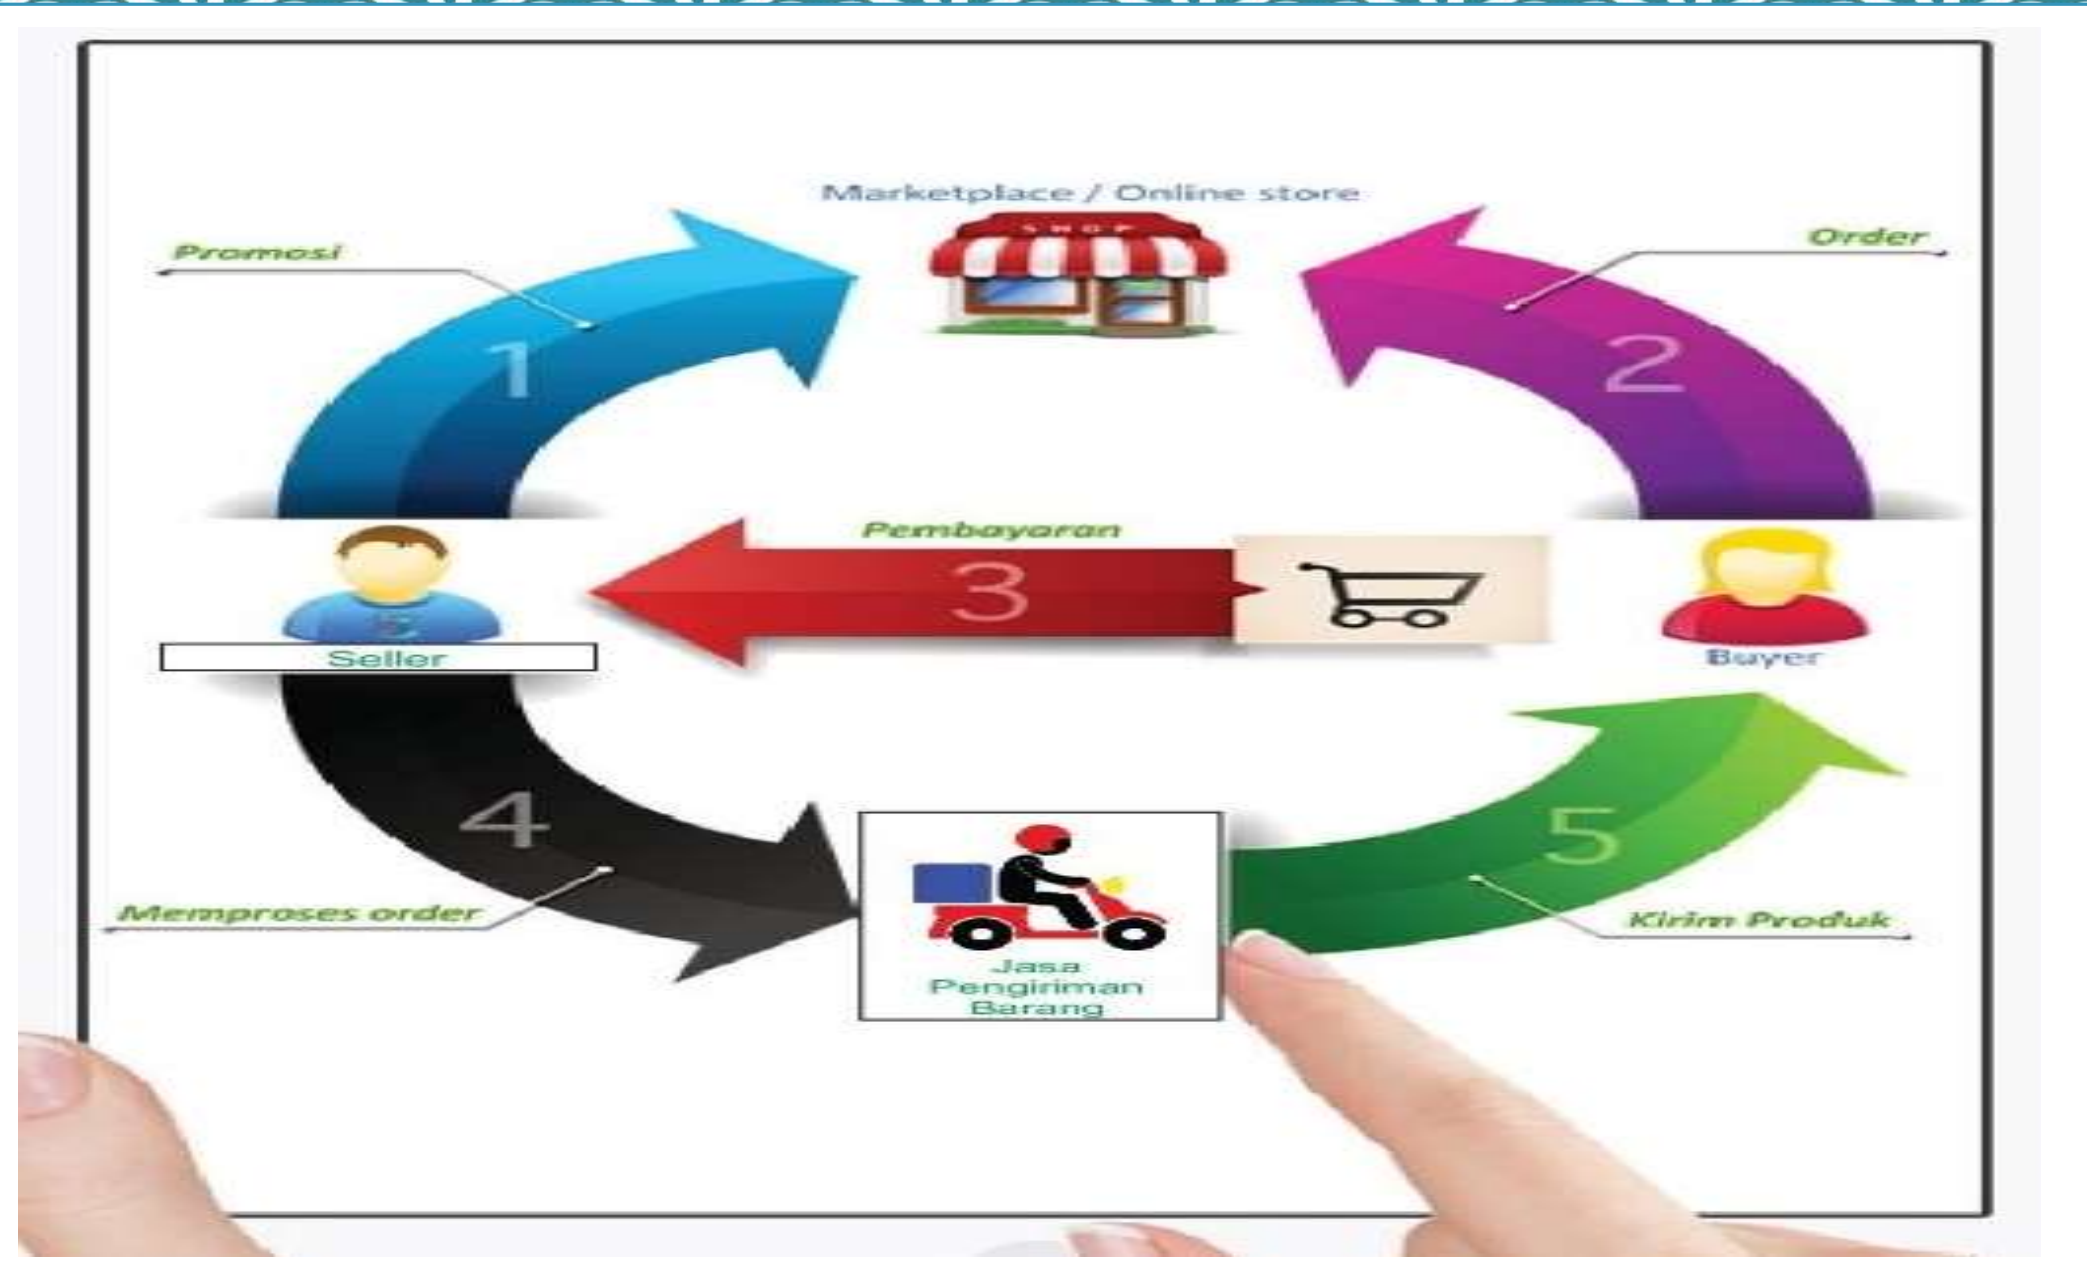 Marketplace / Online store
SHOP
Promosi
Order
1
2
Pembayaran
3
Seller
Buyer
4
5
Memproses order
Kirim Produk
Jasa
Pengiriman
Barang